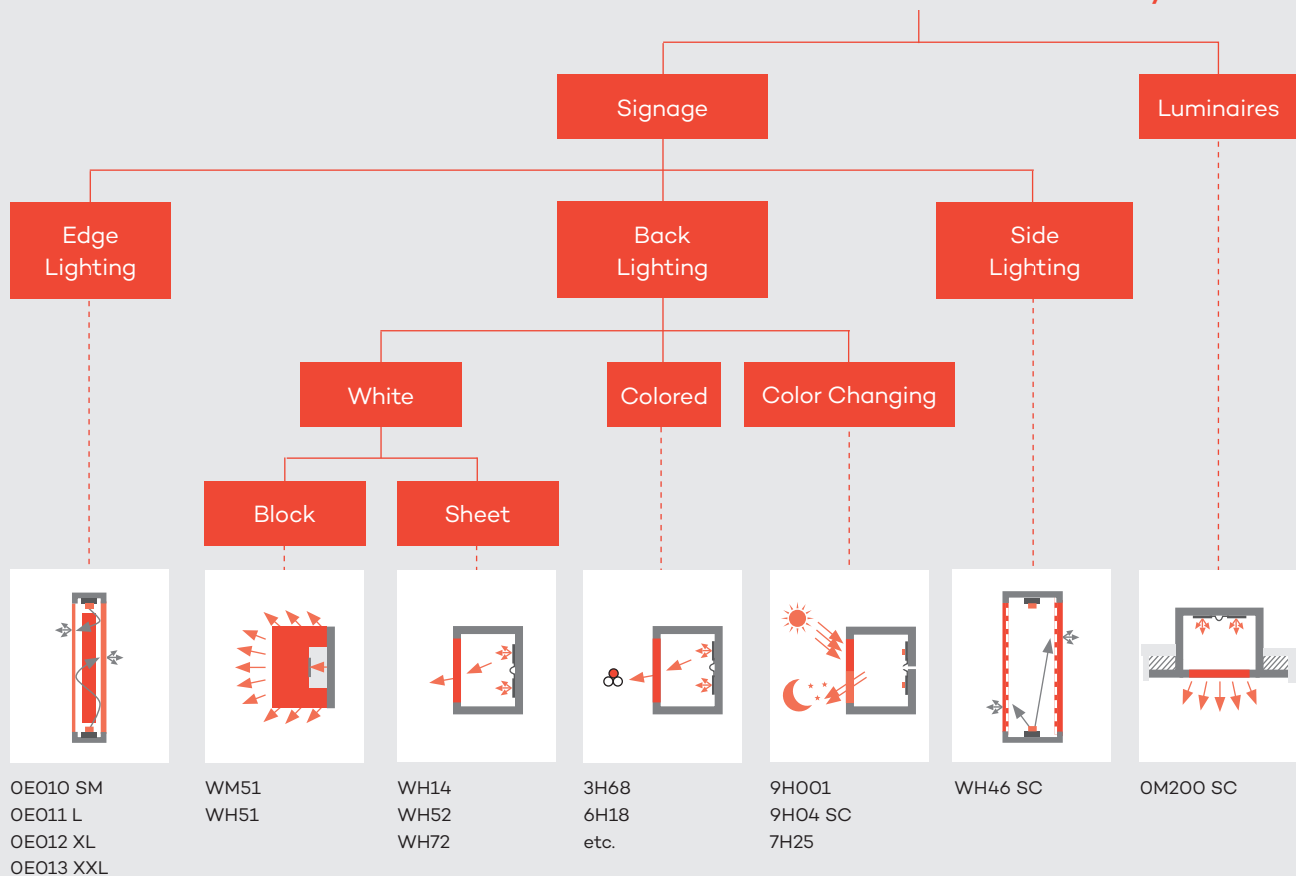 Signage
Luminaires
Edge
Lighting
Back
Lighting
Side
Lighting
White
Colored
Color Changing
Block
Sheet
0E010 SM
0E011 L
0E012 XL
0E013 XXL
WM51
WH51
WH14
WH52
WH72
3H68
6H18
etc.
9H001
9H04 SC
7H25
WH46 SC
0M200 SC